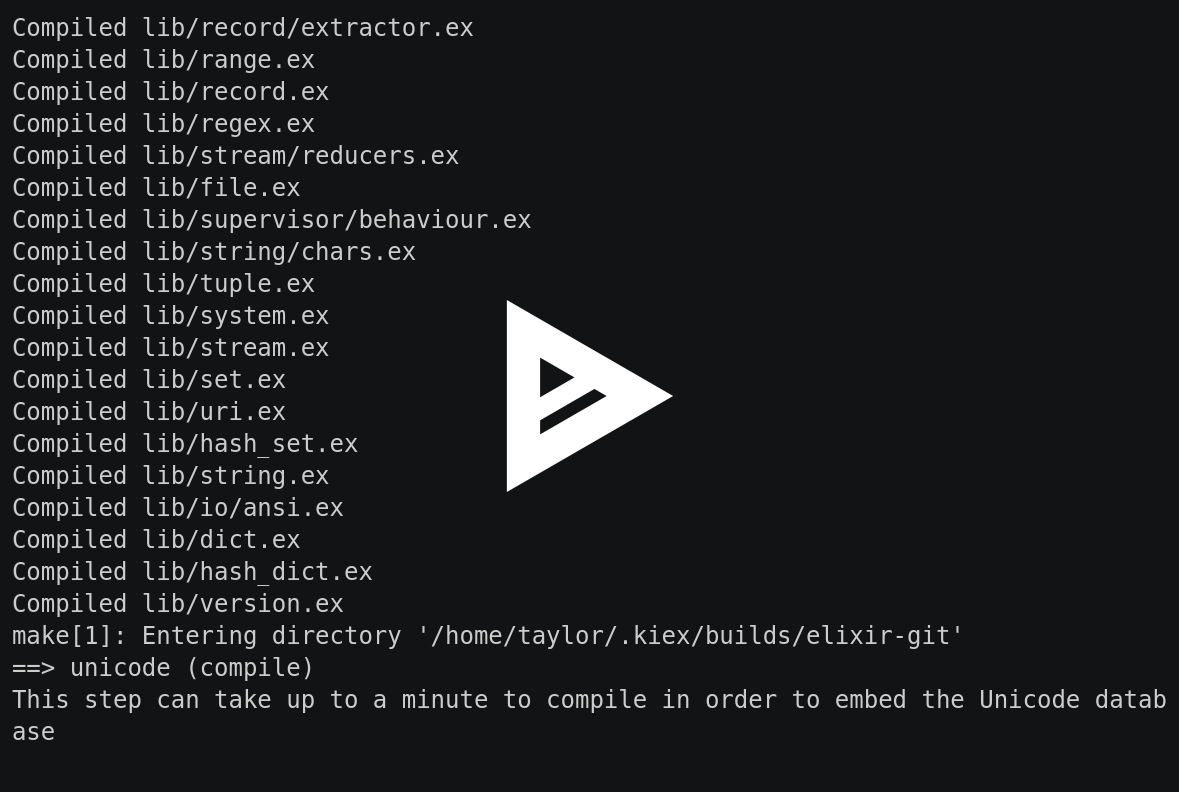 Compiled lib/record/extractor.ex
Compiled lib/range.ex
Compiled lib/record.ex
Compiled lib/regex.ex
Compiled lib/stream/reducers.ex
Compiled lib/file.ex
Compiled lib/supervisor/behaviour.ex
Compiled lib/string/chars.ex
Compiled lib/tuple.ex
Compiled lib/system.ex
Compiled lib/stream.ex
Compiled lib/set.ex
Compiled lib/uri.ex
Compiled lib/hash_set.ex
Compiled lib/string.ex
Compiled lib/io/ansi.ex
Compiled lib/dict.ex
Compiled lib/hash_dict.ex
Compiled lib/version.ex
make[1]: Entering directory '/home/taylor/.kiex/builds/elixir-git'
==> unicode (compile)
This step can take up to a minute to compile in order to embed the Unicode datab
ase